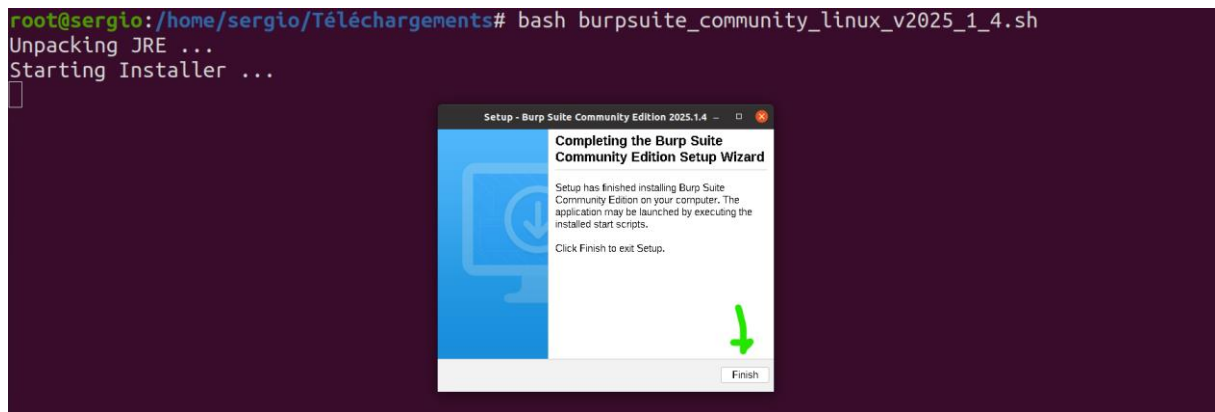 root@sergio:/home/sergio/Téléchargements# bash burpsuite_community_linux_v2025_1_4.sh
Unpacking JRE ...
Starting Installer ...
Setup - Burp Suite Community Edition 2025.1.4
Completing the Burp Suite
Community Edition Setup Wizard
Setup has finished installing Burp Suite
Community Edition on your computer. The
application may be launched by executing the
installed start scripts.
Click Finish to exit Setup.
Finish